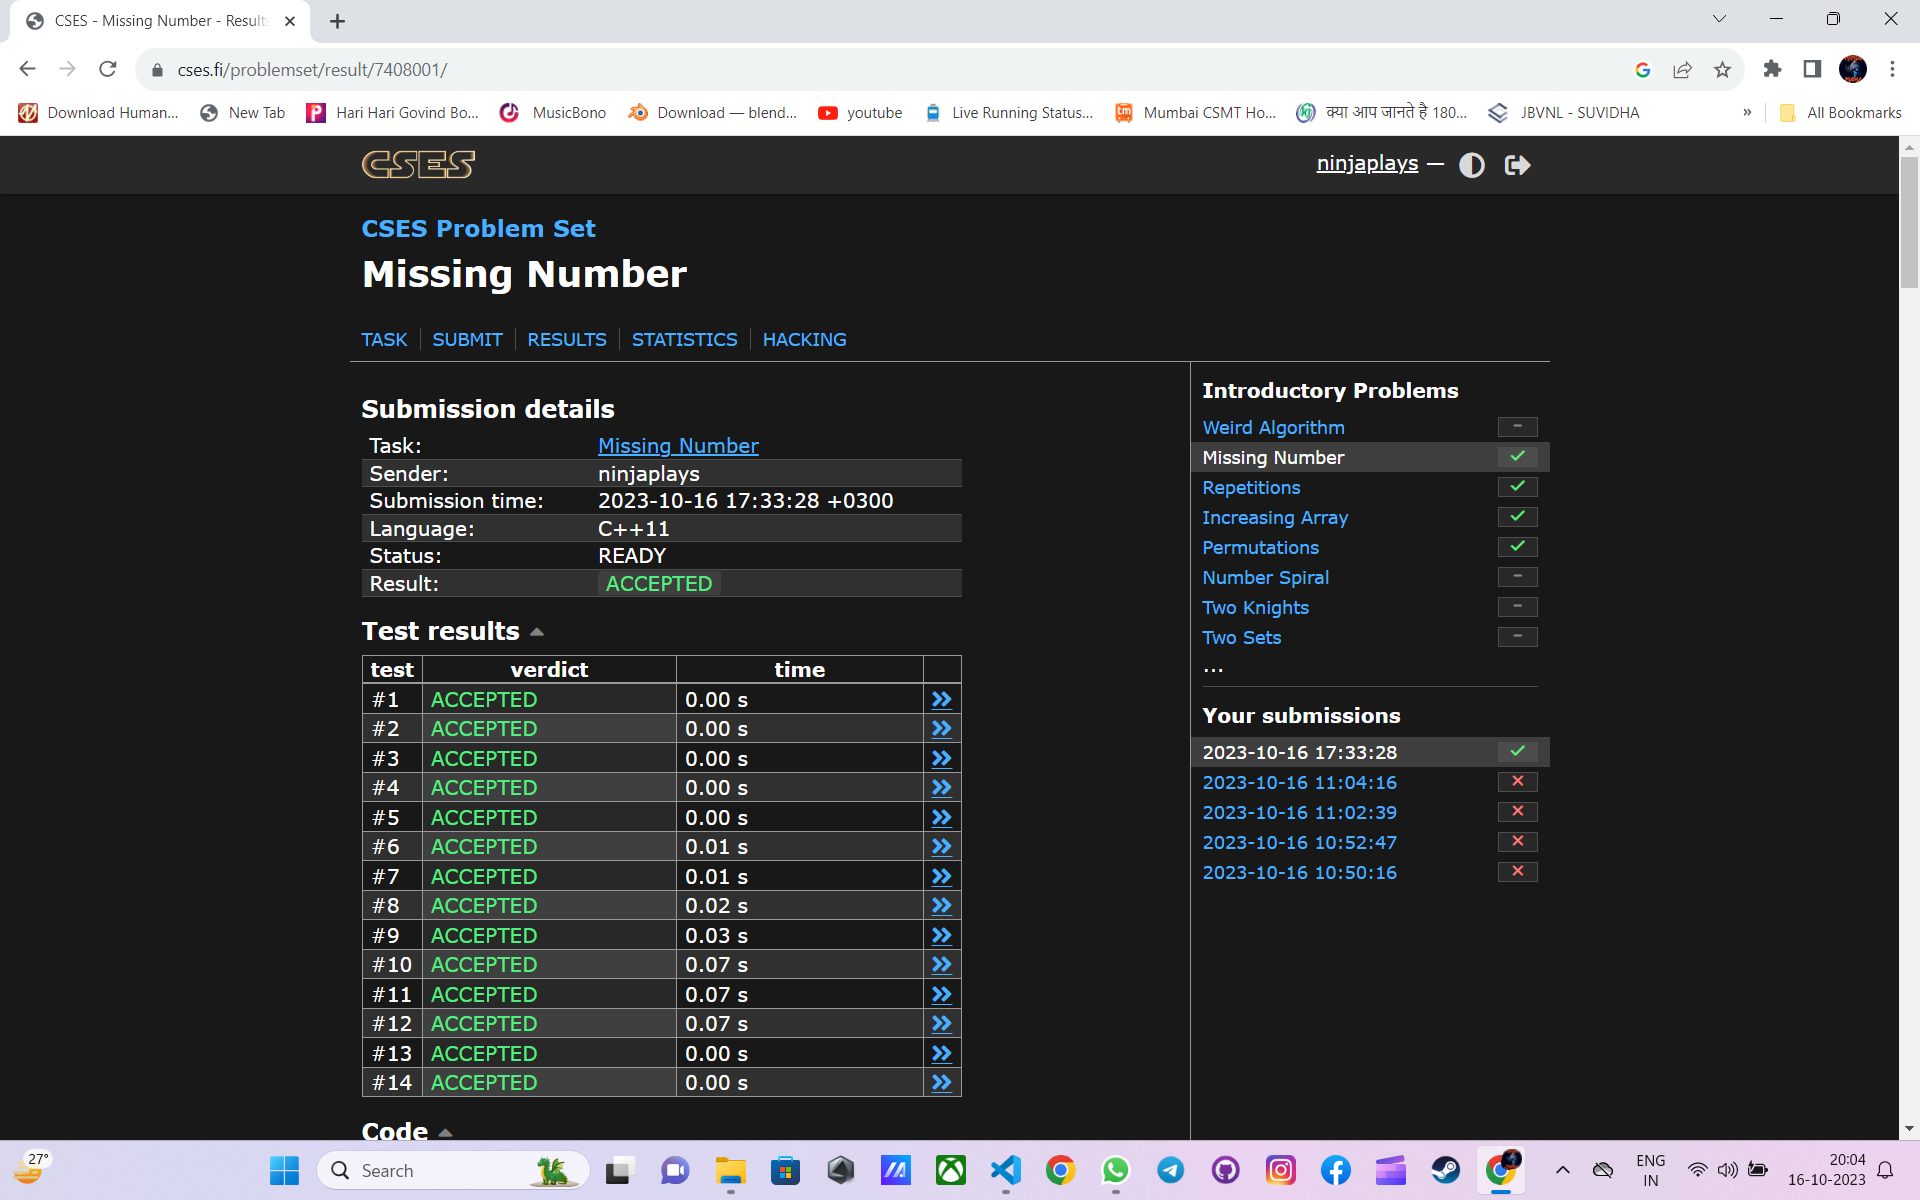 CSES - Missing Number - Results
cses.fi/problemset/result/7408001/
Download Human... New Tab Hari Hari Govind Bo... MusicBono Download — blend... youtube Live Running Status... Mumbai CSMT Ho... क्या आप जानते है 180... JBVNL - SUVIDHA » All Bookmarks
CSES
ninjaplays —
CSES Problem Set
Missing Number
TASK SUBMIT RESULTS STATISTICS HACKING
Submission details
Task: Missing Number
Sender: ninjaplays
Submission time: 2023-10-16 17:33:28 +0300
Language: C++11
Status: READY
Result: ACCEPTED
Test results
test verdict time
#1 ACCEPTED 0.00 s
#2 ACCEPTED 0.00 s
#3 ACCEPTED 0.00 s
#4 ACCEPTED 0.00 s
#5 ACCEPTED 0.00 s
#6 ACCEPTED 0.01 s
#7 ACCEPTED 0.01 s
#8 ACCEPTED 0.02 s
#9 ACCEPTED 0.03 s
#10 ACCEPTED 0.07 s
#11 ACCEPTED 0.07 s
#12 ACCEPTED 0.07 s
#13 ACCEPTED 0.00 s
#14 ACCEPTED 0.00 s
Code
Introductory Problems
Weird Algorithm –
Missing Number
Repetitions
Increasing Array
Permutations
Number Spiral –
Two Knights –
Two Sets –
...
Your submissions
2023-10-16 17:33:28
2023-10-16 11:04:16
2023-10-16 11:02:39
2023-10-16 10:52:47
2023-10-16 10:50:16
27°
Search
ENG
IN
20:04
16-10-2023